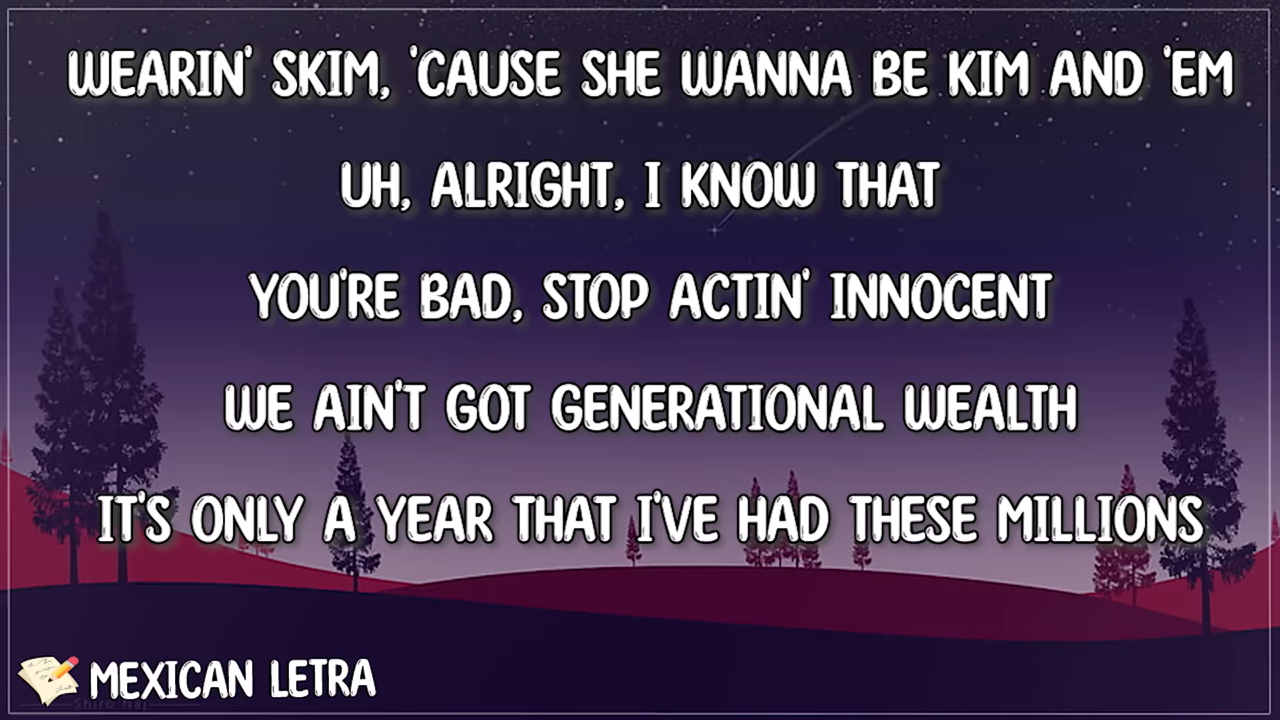 WEARIN' SKIM, 'CAUSE SHE WANNA BE KIM AND 'EM
UH, ALRIGHT, I KNOW THAT
YOU'RE BAD, STOP ACTIN' INNOCENT
WE AIN'T GOT GENERATIONAL WEALTH
IT'S ONLY A YEAR THAT I'VE HAD THESE MILLIONS
MEXICAN LETRA